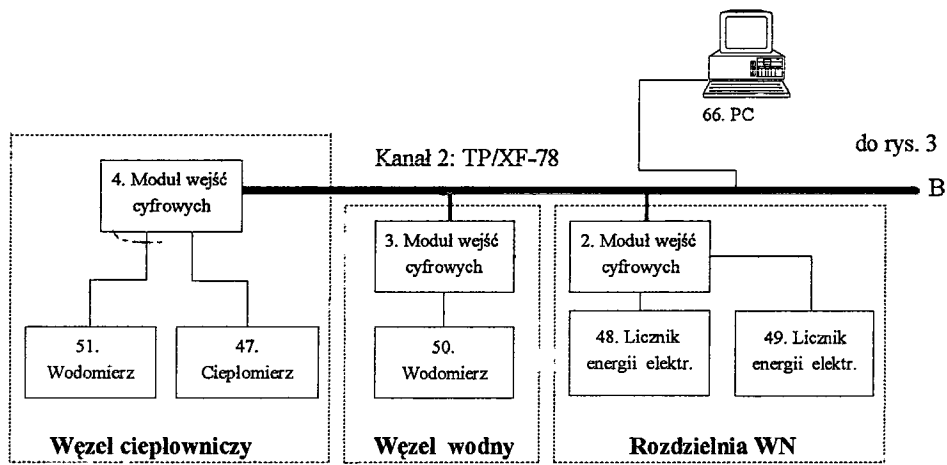 66. PC
do rys. 3
Kanał 2: TP/XF-78
B
4. Moduł wejść
cyfrowych
3. Moduł wejść
cyfrowych
2. Moduł wejść
cyfrowych
51.
Wodomierz
47.
Ciepłomierz
50.
Wodomierz
48. Licznik
energii elektr.
49. Licznik
energii elektr.
Węzeł ciepłowniczy
Węzeł wodny
Rozdzielnia WN